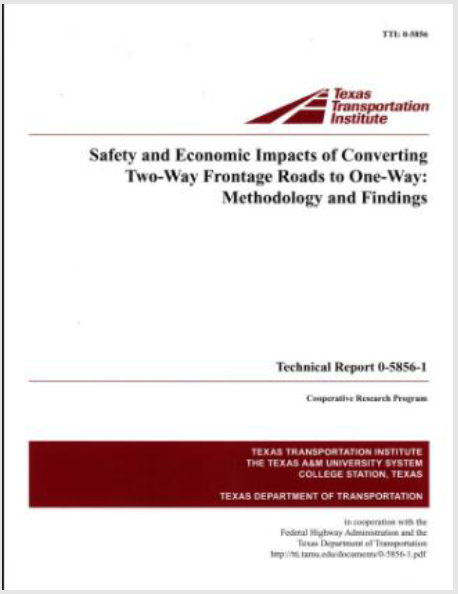 TTI: 0-5856
Texas
Transportation
Institute
Safety and Economic Impacts of Converting
Two-Way Frontage Roads to One-Way:
Methodology and Findings
Technical Report 0-5856-1
Cooperative Research Program
TEXAS TRANSPORTATION INSTITUTE
THE TEXAS A&M UNIVERSITY SYSTEM
COLLEGE STATION, TEXAS
TEXAS DEPARTMENT OF TRANSPORTATION
in cooperation with the
Federal Highway Administration and the
Texas Department of Transportation
http://tti.tamu.edu/documents/0-5856-1.pdf